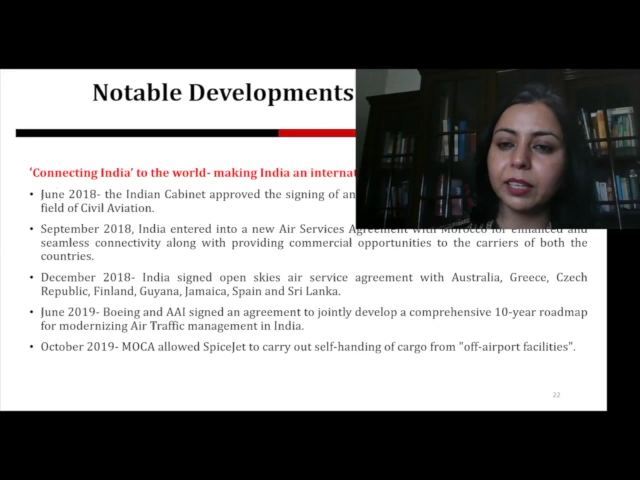 Notable Developments
‘Connecting India’ to the world- making India an internat
• June 2018- the Indian Cabinet approved the signing of an
field of Civil Aviation.
• September 2018, India entered into a new Air Services Agreement with Morocco for enhanced and
seamless connectivity along with providing commercial opportunities to the carriers of both the
countries.
• December 2018- India signed open skies air service agreement with Australia, Greece, Czech
Republic, Finland, Guyana, Jamaica, Spain and Sri Lanka.
• June 2019- Boeing and AAI signed an agreement to jointly develop a comprehensive 10-year roadmap
for modernizing Air Traffic management in India.
• October 2019- MOCA allowed SpiceJet to carry out self-handing of cargo from "off-airport facilities".
22